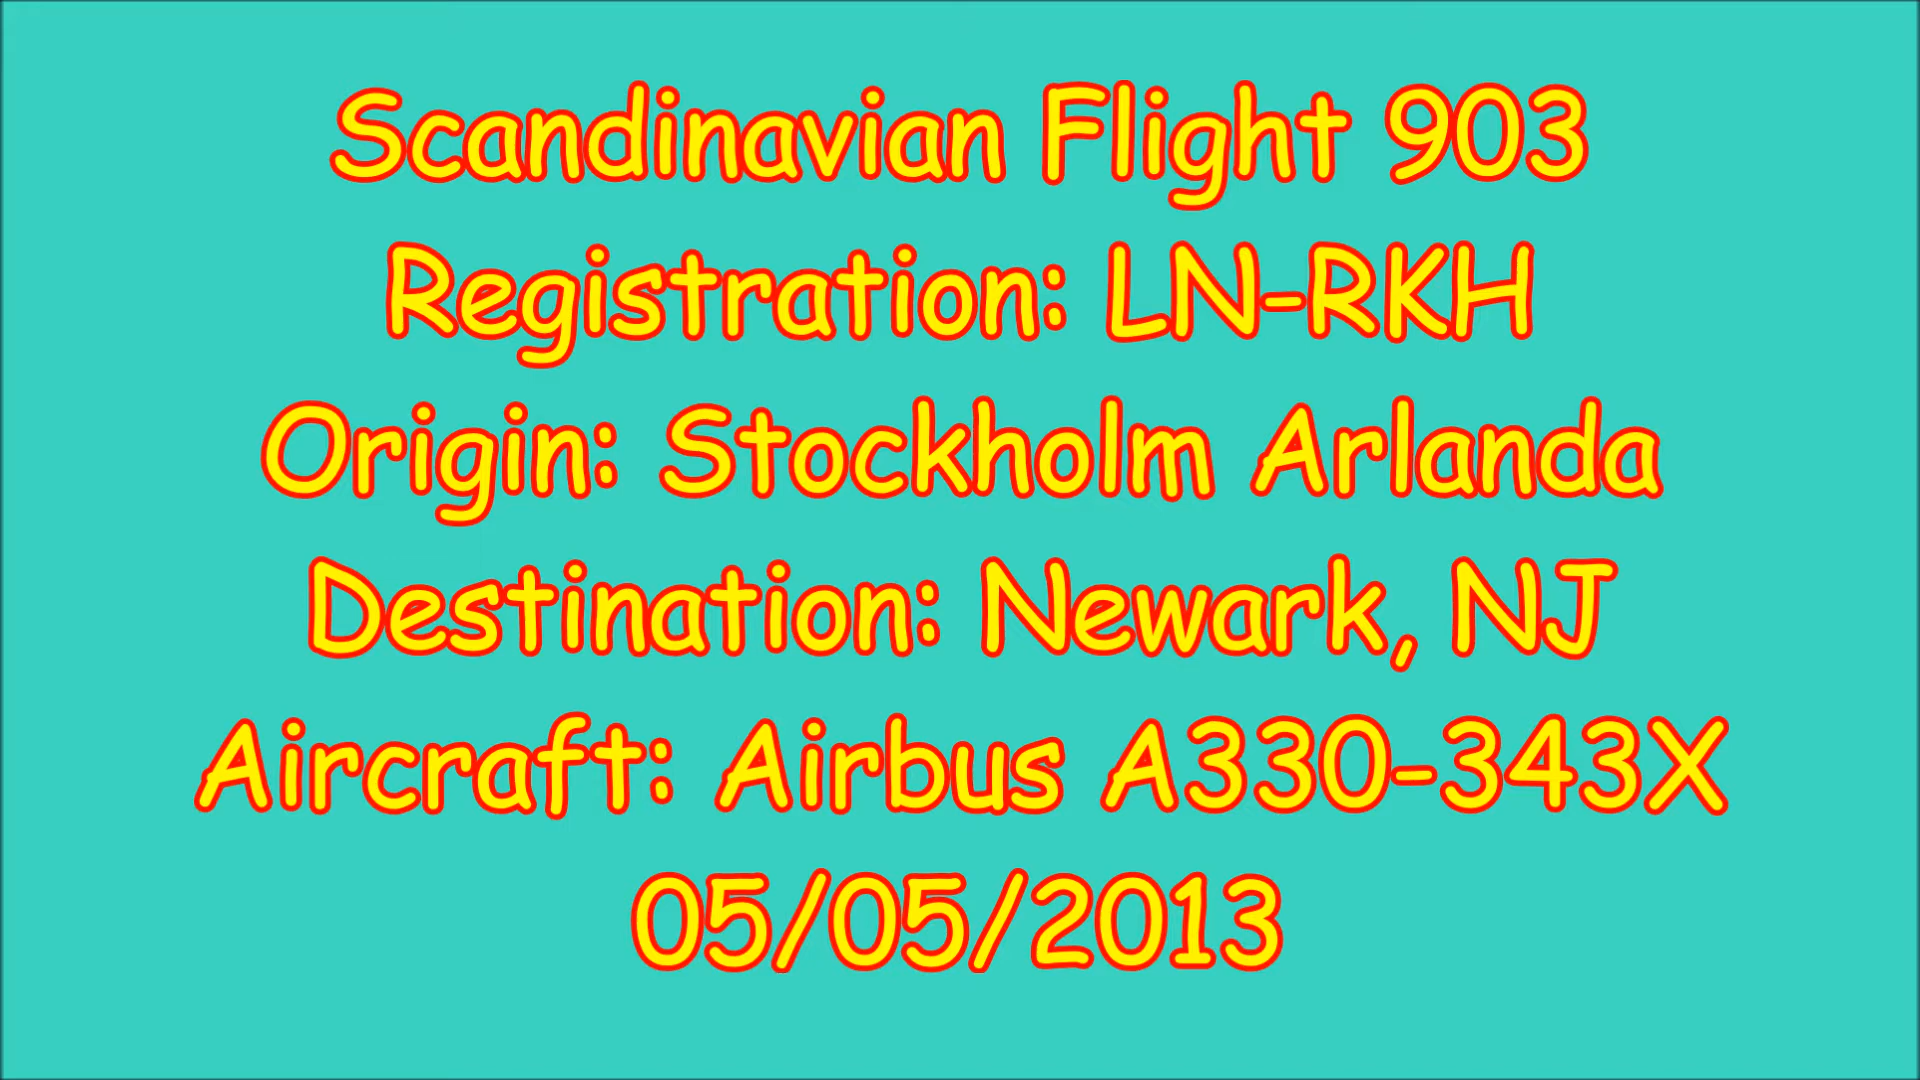 Scandinavian Flight 903
Registration: LN-RKH
Origin: Stockholm Arlanda
Destination: Newark, NJ
Aircraft: Airbus A330-343X
05/05/2013